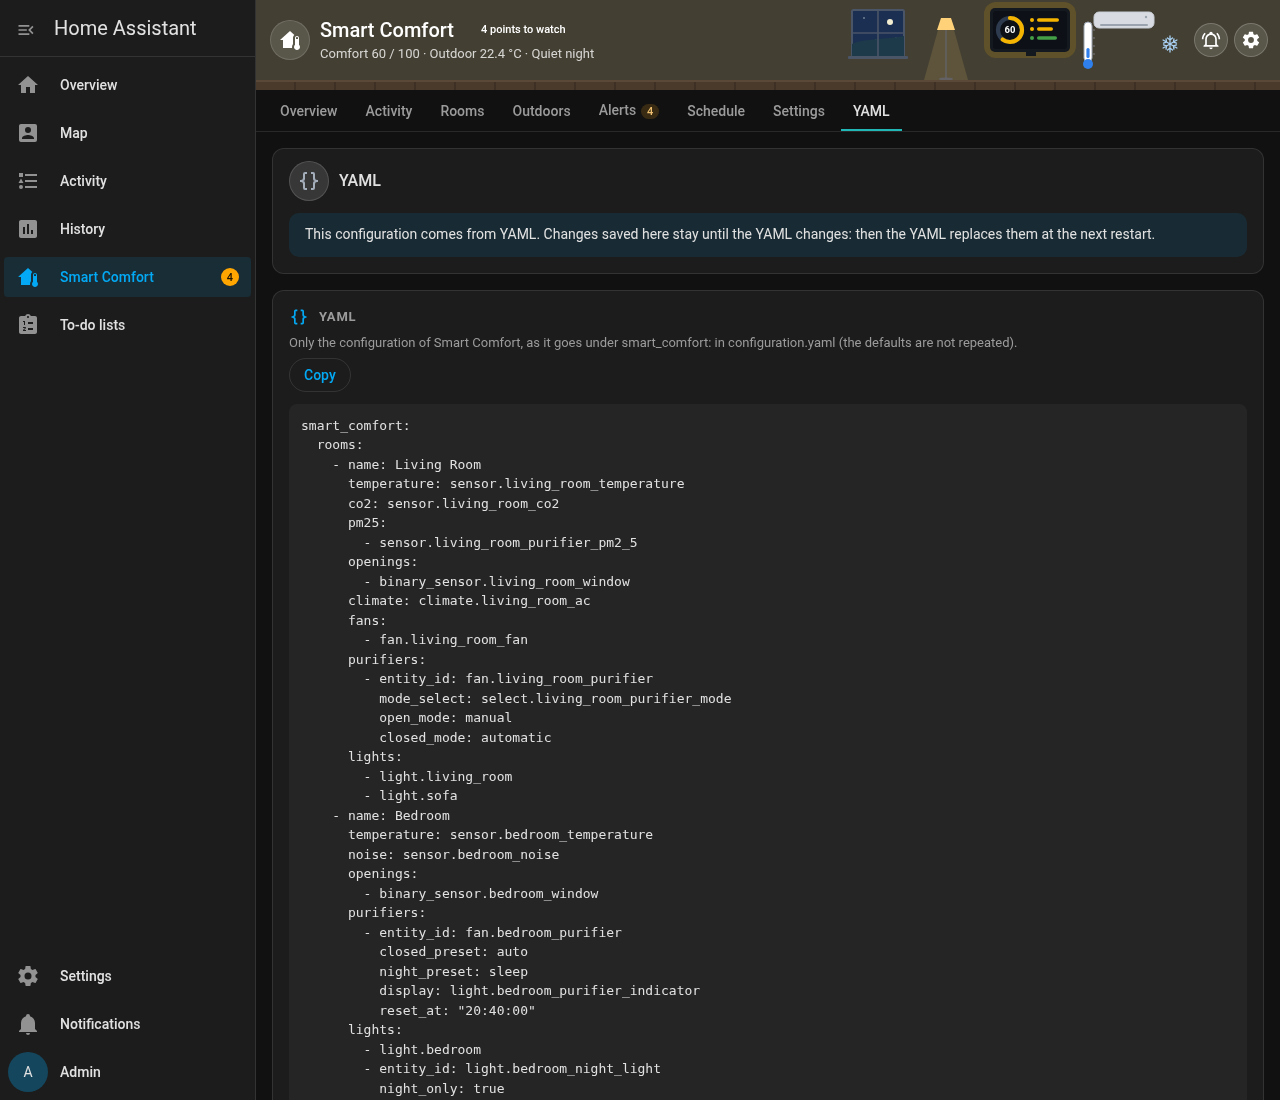 Home Assistant
Overview
Map
Activity
History
Smart Comfort
4
To-do lists
Settings
Notifications
A
Admin
Smart Comfort
4 points to watch
Comfort 60 / 100 · Outdoor 22.4 °C · Quiet night
60
Overview
Activity
Rooms
Outdoors
Alerts 4
Schedule
Settings
YAML
{} YAML
This configuration comes from YAML. Changes saved here stay until the YAML changes: then the YAML replaces them at the next restart.
{} YAML
Only the configuration of Smart Comfort, as it goes under smart_comfort: in configuration.yaml (the defaults are not repeated).
Copy
smart_comfort:
  rooms:
    - name: Living Room
      temperature: sensor.living_room_temperature
      co2: sensor.living_room_co2
      pm25:
        - sensor.living_room_purifier_pm2_5
      openings:
        - binary_sensor.living_room_window
      climate: climate.living_room_ac
      fans:
        - fan.living_room_fan
      purifiers:
        - entity_id: fan.living_room_purifier
          mode_select: select.living_room_purifier_mode
          open_mode: manual
          closed_mode: automatic
      lights:
        - light.living_room
        - light.sofa
    - name: Bedroom
      temperature: sensor.bedroom_temperature
      noise: sensor.bedroom_noise
      openings:
        - binary_sensor.bedroom_window
      purifiers:
        - entity_id: fan.bedroom_purifier
          closed_preset: auto
          night_preset: sleep
          display: light.bedroom_purifier_indicator
          reset_at: "20:40:00"
      lights:
        - light.bedroom
        - entity_id: light.bedroom_night_light
          night_only: true